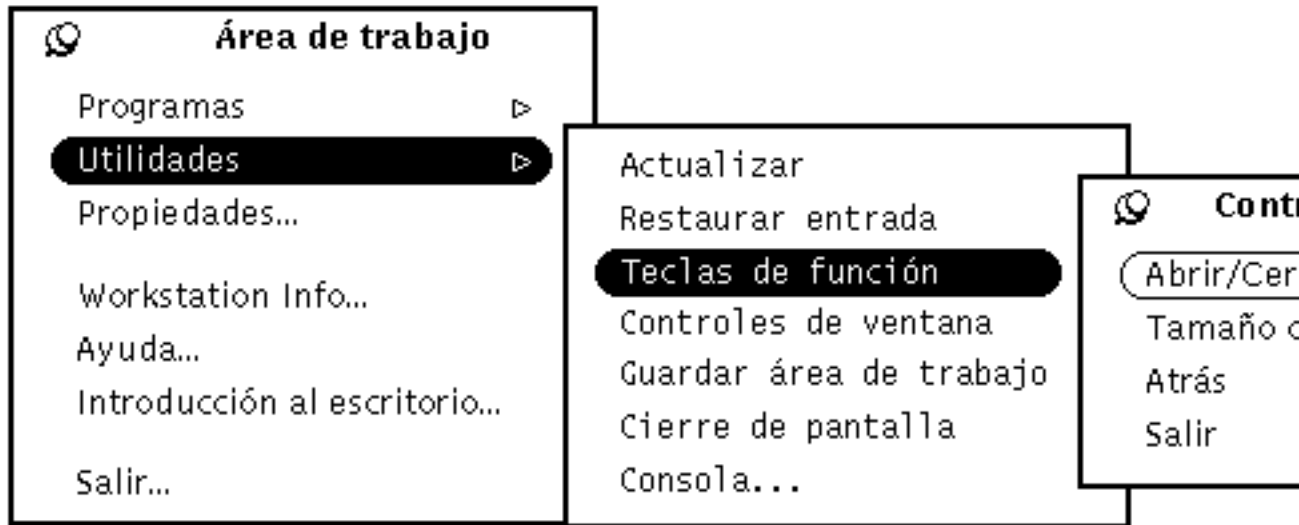 Área de trabajo
Programas
Utilidades
Propiedades...
Workstation Info...
Ayuda...
Introducción al escritorio...
Salir...
Actualizar
Restaurar entrada
Teclas de función
Controles de ventana
Guardar área de trabajo
Cierre de pantalla
Consola...
Abrir/Cer
Tamaño
Atrás
Salir